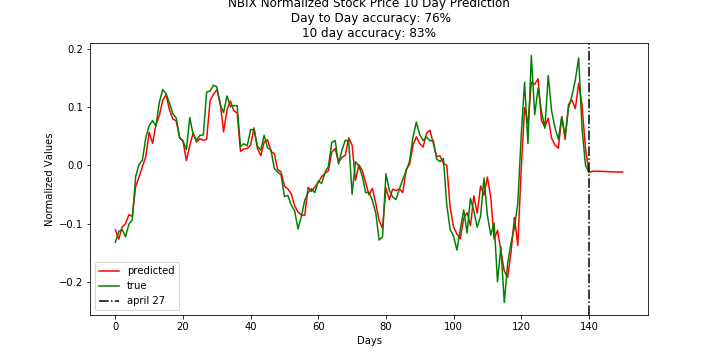 NBIX Normalized Stock Price 10 Day Prediction
Day to Day accuracy: 76%
10 day accuracy: 83%
0.2
0.1
0.0
−0.1
−0.2
Normalized Values
predicted
true
april 27
0
20
40
60
80
100
120
140
Days